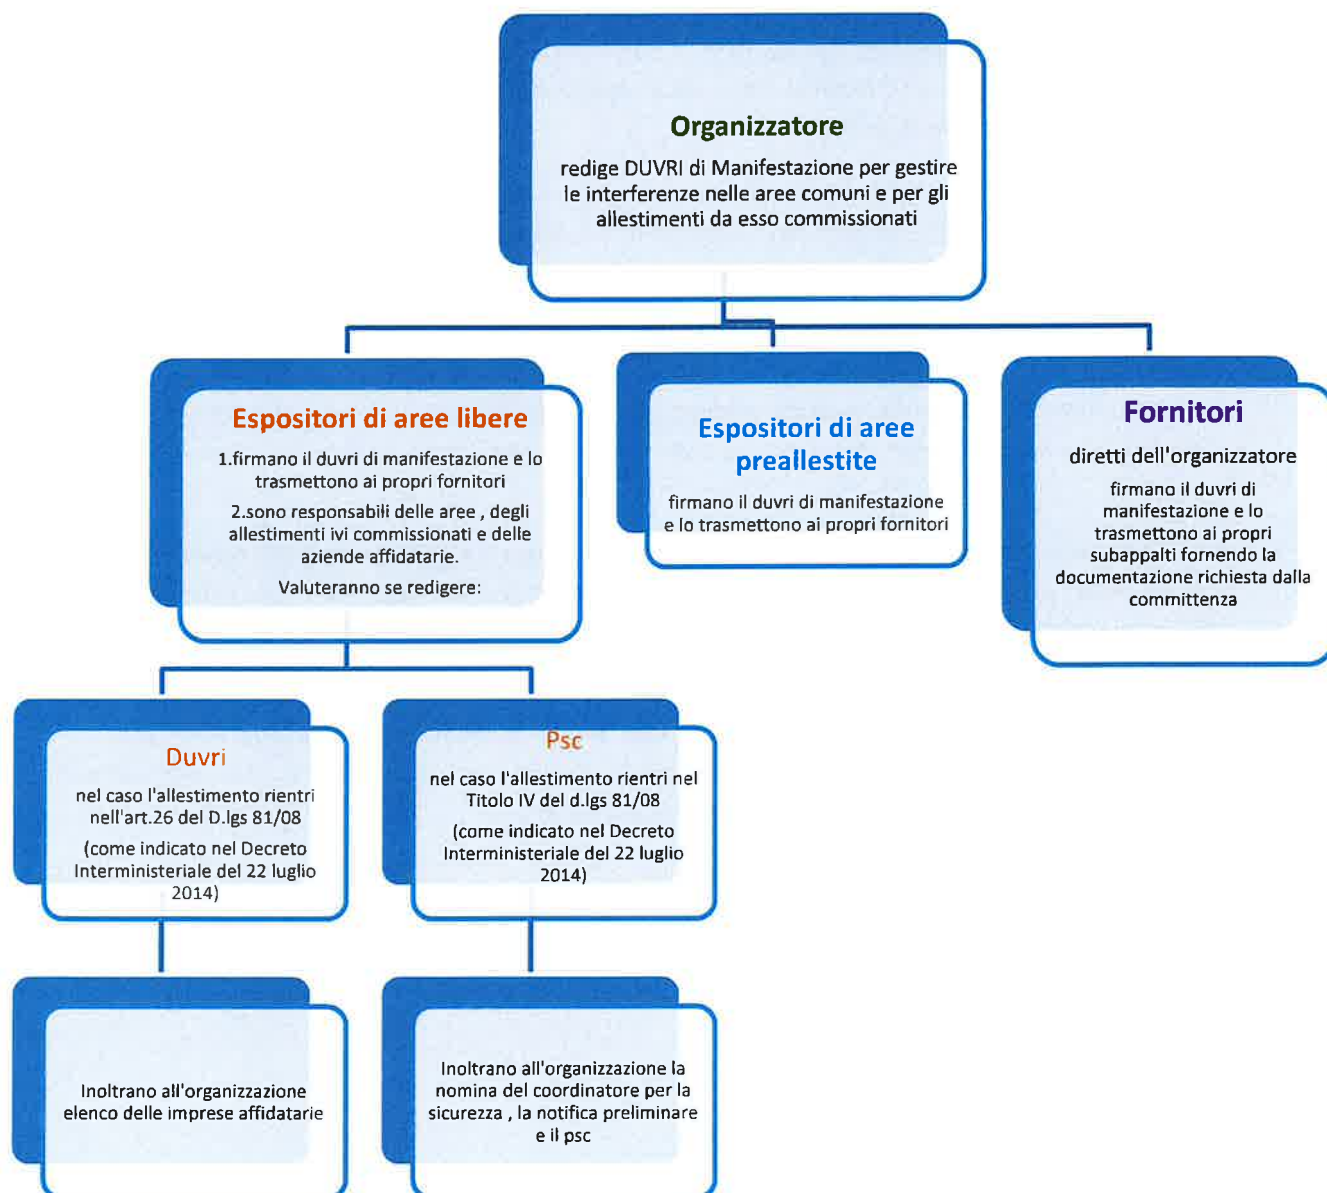 Organizzatore
redige DUVRI di Manifestazione per gestire
le interferenze nelle aree comuni e per gli
allestimenti da esso commissionati
Espositori di aree libere
1.firmano il duvri di manifestazione e lo
trasmettono ai propri fornitori
2.sono responsabili delle aree , degli
allestimenti ivi commissionati e delle
aziende affidatarie.
Valuteranno se redigere:
Espositori di aree
preallestite
firmano il duvri di manifestazione
e lo trasmettono ai propri fornitori
Fornitori
diretti dell'organizzatore
firmano il duvri di
manifestazione e lo
trasmettono ai propri
subappalti fornendo la
documentazione richiesta dalla
committenza
Duvri
nel caso l'allestimento rientri
nell'art.26 del D.lgs 81/08
(come indicato nel Decreto
Interministeriale del 22 luglio
2014)
Psc
nel caso l'allestimento rientri nel
Titolo IV del d.lgs 81/08
(come indicato nel Decreto
Interministeriale del 22 luglio
2014)
Inoltrano all'organizzazione
elenco delle imprese affidatarie
Inoltrano all'organizzazione la
nomina del coordinatore per la
sicurezza , la notifica preliminare
e il psc